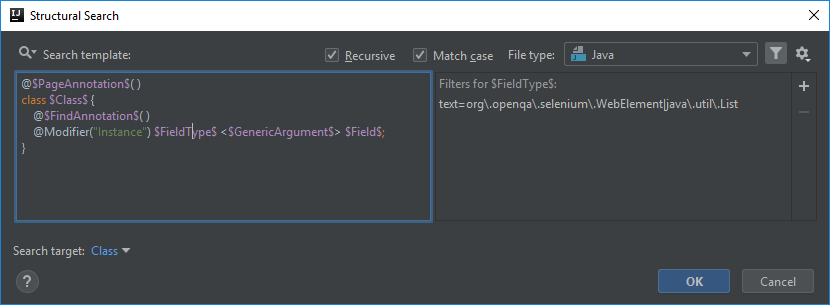 IJ Structural Search
Search template:
Recursive
Match case
File type:
Java
@$PageAnnotation$( )
class $Class$ {
@$FindAnnotation$( )
@Modifier("Instance") $FieldType$ <$GenericArgument$> $Field$;
}
Filters for $FieldType$:
text=org\.openqa\.selenium\.WebElement|java\.util\.List
Search target: Class
?
OK
Cancel